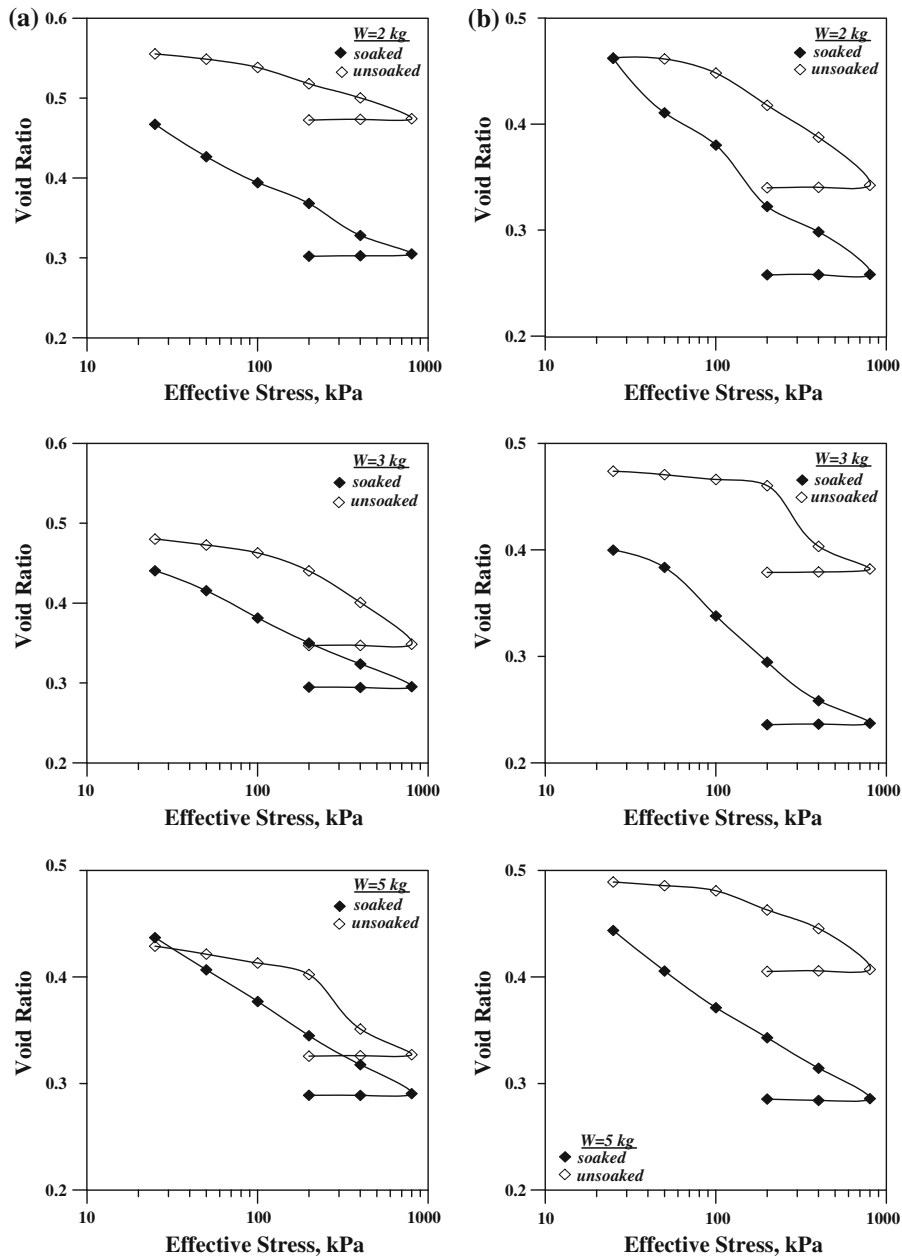 (a)
0.6
0.5
0.4
0.3
0.2
Void Ratio
W=2 kg
soaked
unsoaked
10
100
1000
Effective Stress, kPa
(b)
0.5
0.4
0.3
0.2
Void Ratio
W=2 kg
soaked
unsoaked
10
100
1000
Effective Stress, kPa
0.6
0.5
0.4
0.3
0.2
Void Ratio
W=3 kg
soaked
unsoaked
10
100
1000
Effective Stress, kPa
0.5
0.4
0.3
0.2
Void Ratio
W=3 kg
soaked
unsoaked
10
100
1000
Effective Stress, kPa
0.5
0.4
0.3
0.2
Void Ratio
W=5 kg
soaked
unsoaked
10
100
1000
Effective Stress, kPa
0.5
0.4
0.3
0.2
Void Ratio
W=5 kg
soaked
unsoaked
10
100
1000
Effective Stress, kPa